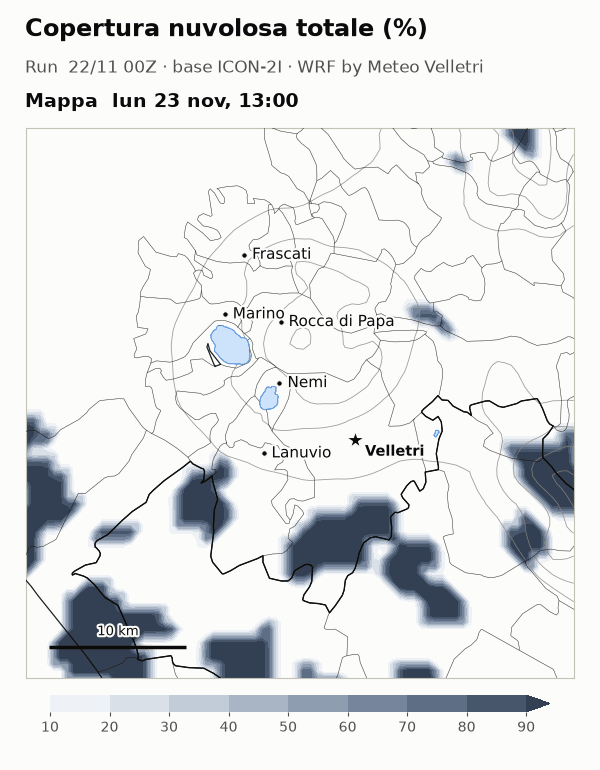 Copertura nuvolosa totale (%)
Run 22/11 00Z · base ICON-2I · WRF by Meteo Velletri
Mappa lun 23 nov, 13:00
Frascati
Marino
Rocca di Papa
Nemi
Velletri
Lanuvio
10 km
10 20 30 40 50 60 70 80 90